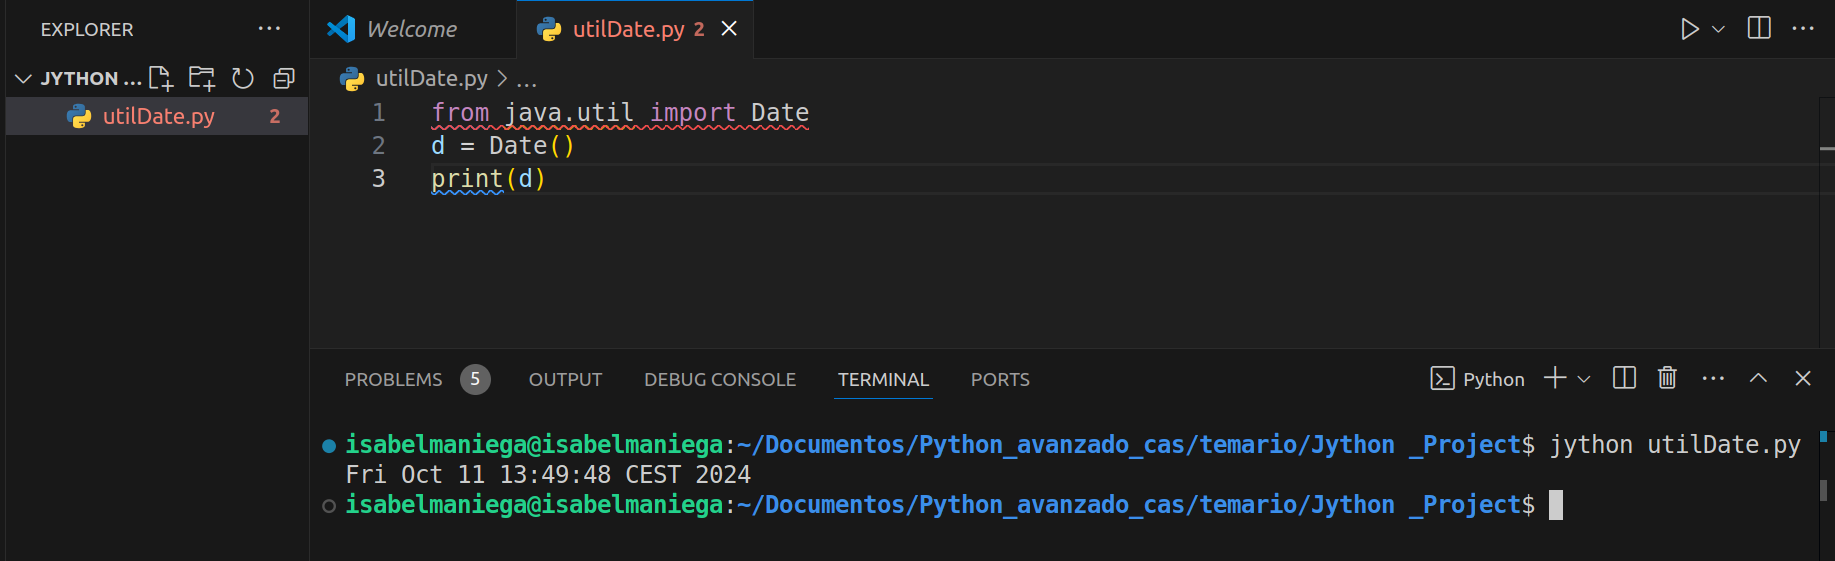 EXPLORER ...
JYTHON ...
utilDate.py 2
Welcome
utilDate.py 2
utilDate.py > ...
1 from java.util import Date
2 d = Date()
3 print(d)
PROBLEMS 5 OUTPUT DEBUG CONSOLE TERMINAL PORTS
Python
isabelmaniega@isabelmaniega:~/Documentos/Python_avanzado_cas/temario/Jython _Project$ jython utilDate.py
Fri Oct 11 13:49:48 CEST 2024
isabelmaniega@isabelmaniega:~/Documentos/Python_avanzado_cas/temario/Jython _Project$